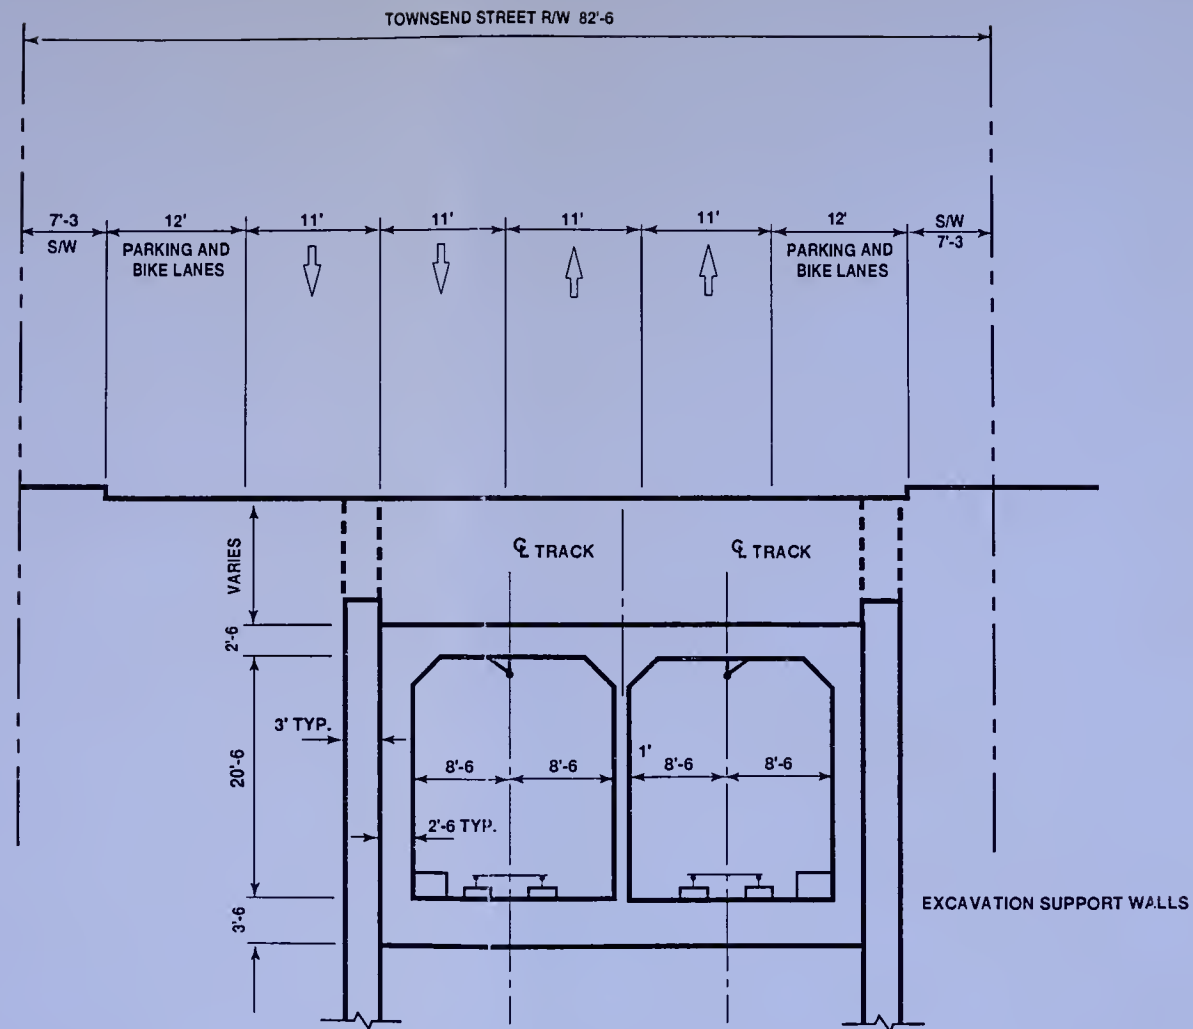 TOWNSEND STREET R/W 82'-6
7'-3
S/W
12'
PARKING AND
BIKE LANES
11'
11'
11'
11'
12'
PARKING AND
BIKE LANES
S/W
7'-3
VARIES
℄ TRACK
℄ TRACK
2'-6
3' TYP.
20'-6
8'-6
8'-6
1'
8'-6
8'-6
2'-6 TYP.
3'-6
EXCAVATION SUPPORT WALLS